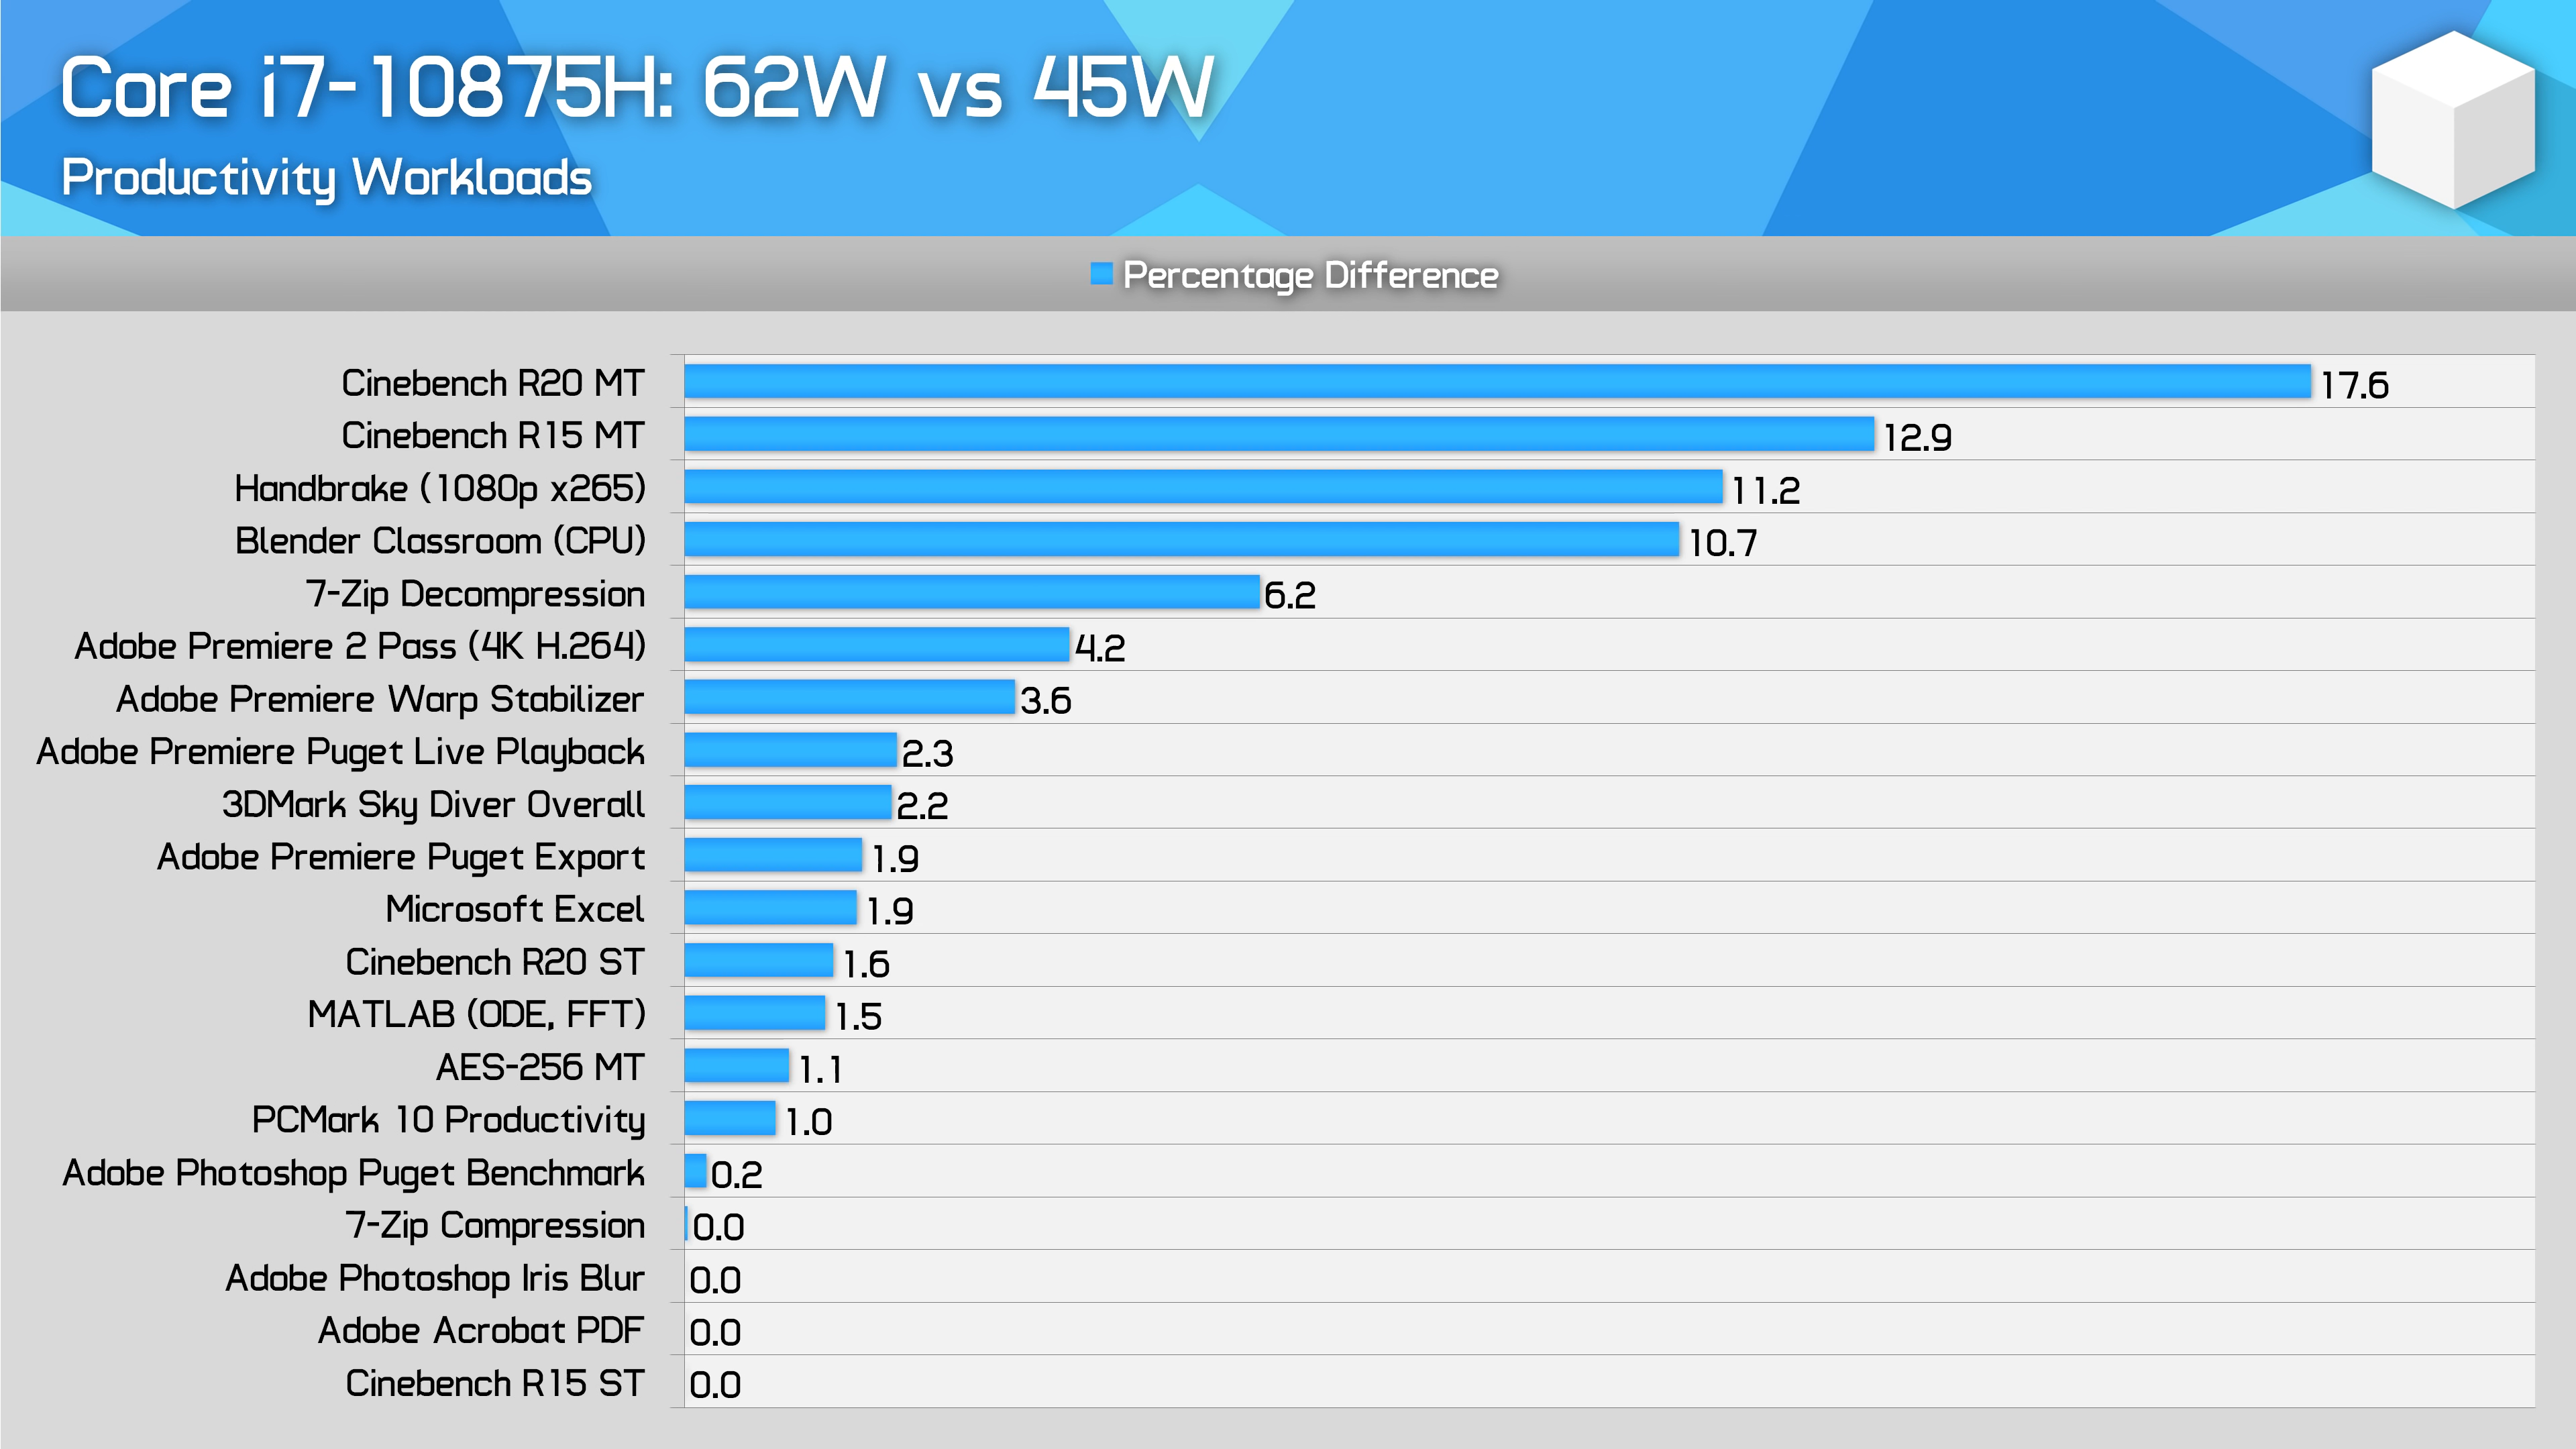 Core i7-10875H: 62W vs 45W
Productivity Workloads
Percentage Difference
Cinebench R20 MT 17.6
Cinebench R15 MT 12.9
Handbrake (1080p x265) 11.2
Blender Classroom (CPU) 10.7
7-Zip Decompression 6.2
Adobe Premiere 2 Pass (4K H.264) 4.2
Adobe Premiere Warp Stabilizer 3.6
Adobe Premiere Puget Live Playback 2.3
3DMark Sky Diver Overall 2.2
Adobe Premiere Puget Export 1.9
Microsoft Excel 1.9
Cinebench R20 ST 1.6
MATLAB (ODE, FFT) 1.5
AES-256 MT 1.1
PCMark 10 Productivity 1.0
Adobe Photoshop Puget Benchmark 0.2
7-Zip Compression 0.0
Adobe Photoshop Iris Blur 0.0
Adobe Acrobat PDF 0.0
Cinebench R15 ST 0.0